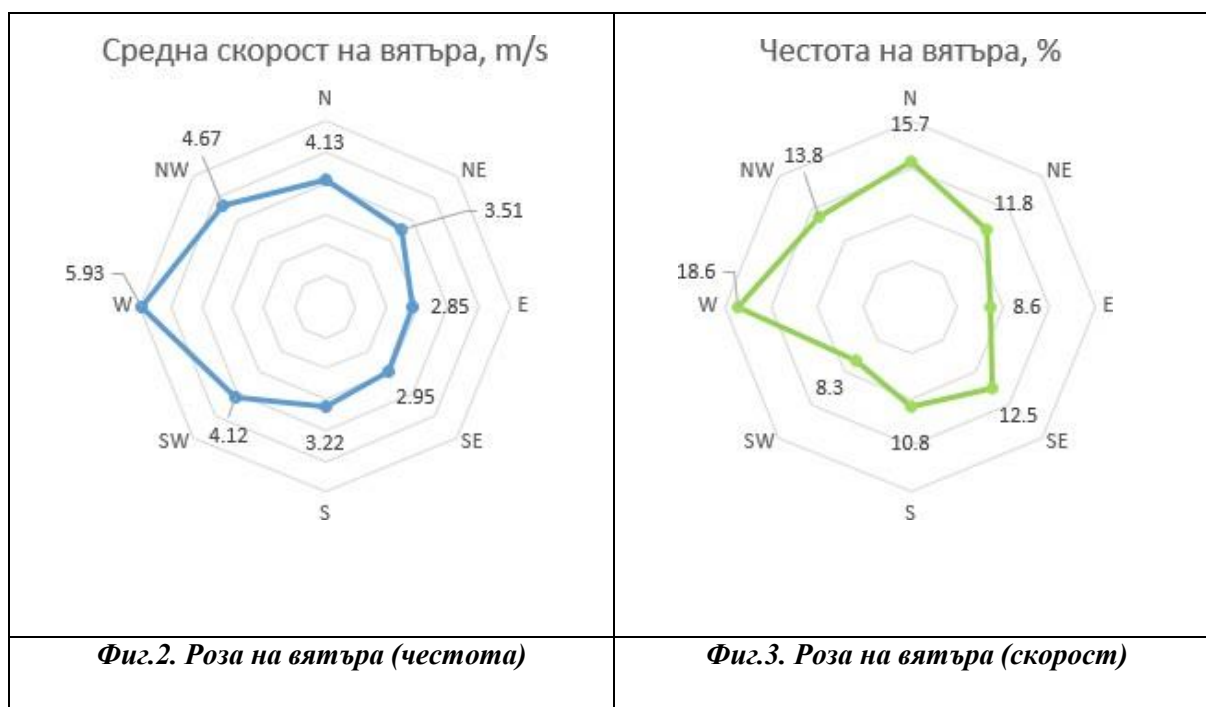 Средна скорост на вятъра, m/s
N
4.13
NE
3.51
E
2.85
SE
2.95
S
3.22
SW
4.12
W
5.93
NW
4.67
Фиг.2. Роза на вятъра (честота)
Честота на вятъра, %
N
15.7
NE
11.8
E
8.6
SE
12.5
S
10.8
SW
8.3
W
18.6
NW
13.8
Фиг.3. Роза на вятъра (скорост)